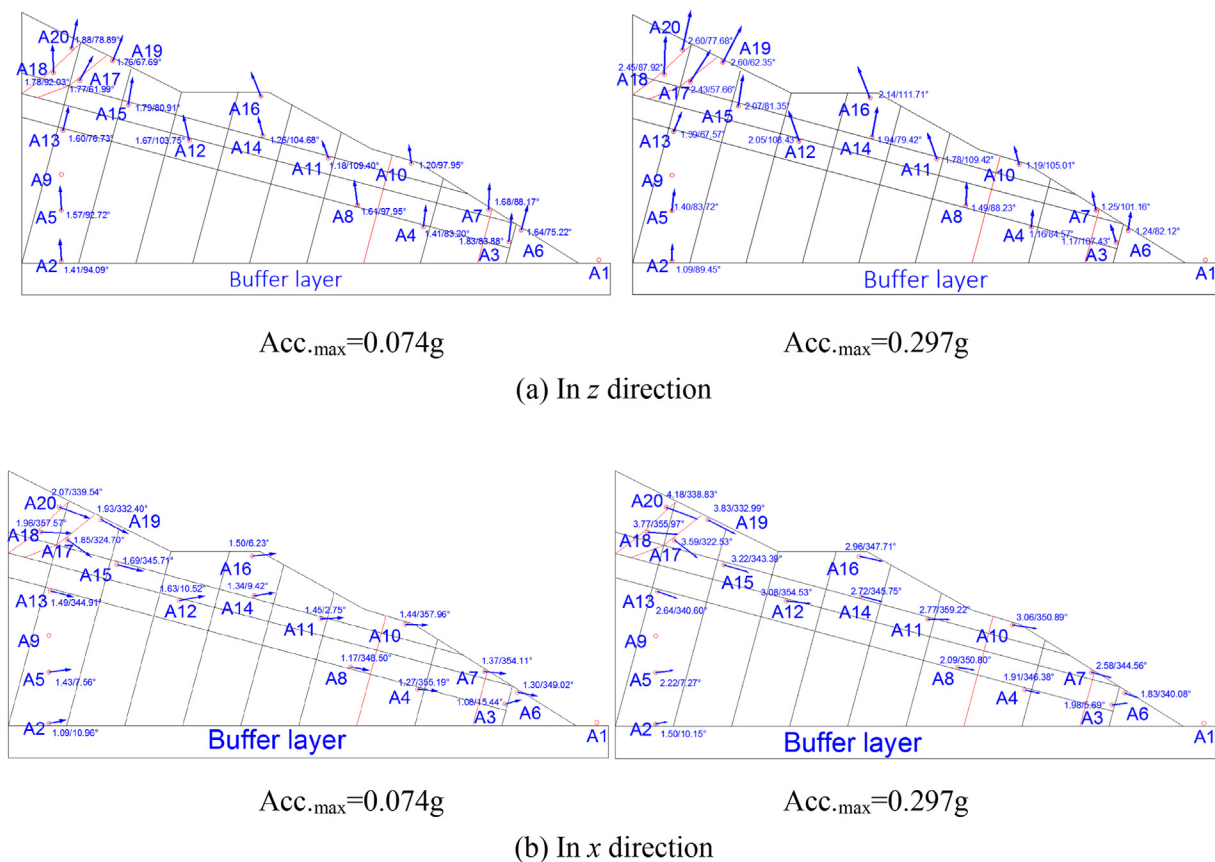 A20
1.88/78.89°
A19
1.76/67.69°
A18
1.78/92.03°
A17
1.77/61.99°
A15
1.79/80.91°
A16
A13
1.60/76.73°
A12
1.67/103.75°
A14
1.26/104.68°
A11
1.18/109.40°
A10
1.20/97.95°
A9
A5
1.57/92.72°
A8
1.61/97.95°
A7
1.68/88.17°
A4
1.41/83.20°
1.83/83.88°
A3
1.64/75.22°
A6
A2
1.41/94.09°
Buffer layer
A1
A20
2.60/77.68°
A19
2.60/62.35°
2.45/87.92°
A18
A17
2.43/57.66°
A15
2.07/81.35°
2.14/111.71°
A16
A13
1.39/67.57°
2.05/108.43°
A12
A14
1.94/79.42°
A11
1.78/109.42°
A10
1.19/105.01°
A9
A5
1.40/83.72°
A8
1.49/88.23°
A7
1.25/101.16°
A4
1.16/84.57°
1.24/82.12°
1.17/107.43°
A3
A6
A2
1.09/89.45°
Buffer layer
A1
Acc.max=0.074g
Acc.max=0.297g
(a) In z direction
2.07/339.54°
A20
1.93/332.40°
A19
1.96/357.57°
A18
A17
1.85/324.70°
1.50/6.23°
A16
A15
1.69/345.71°
A13
1.49/344.91°
1.63/10.52°
A12
1.34/9.42°
A14
1.45/2.75°
A11
A10
1.44/357.96°
A9
A5
1.43/7.56°
1.17/348.50°
A8
1.37/354.11°
A7
1.27/355.19°
A4
1.30/349.02°
1.08/15.44°
A3
A6
A2
1.09/10.96°
Buffer layer
A1
4.18/338.83°
A20
3.83/332.99°
A19
3.77/355.97°
A18
A17
3.59/322.53°
2.96/347.71°
A16
3.22/343.39°
A15
A13
2.64/340.60°
3.08/354.53°
A12
2.72/345.75°
A14
2.77/359.22°
A11
A10
3.06/350.89°
A9
A5
2.22/7.27°
2.09/350.80°
A8
2.58/344.56°
A7
1.91/346.38°
A4
1.83/340.08°
1.98/5.69°
A3
A6
A2
1.50/10.15°
Buffer layer
A1
Acc.max=0.074g
Acc.max=0.297g
(b) In x direction